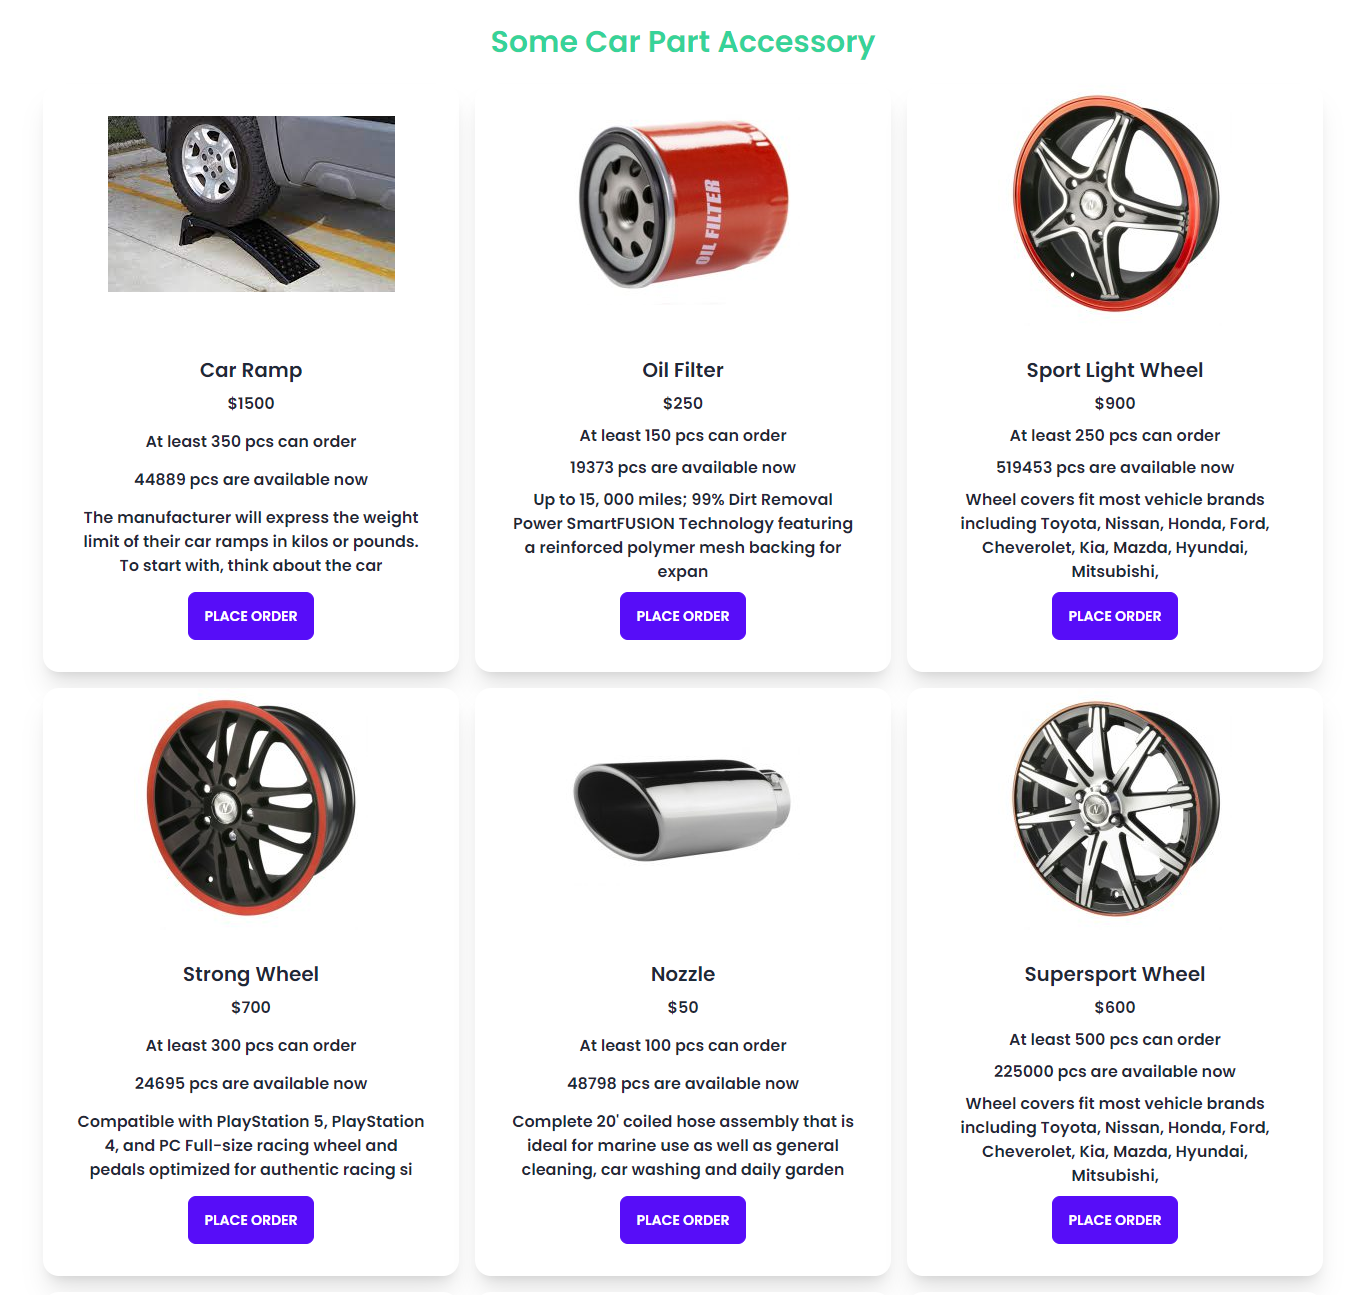 Some Car Part Accessory
OIL FILTER
Car Ramp
$1500
At least 350 pcs can order
44889 pcs are available now
The manufacturer will express the weight
limit of their car ramps in kilos or pounds.
To start with, think about the car
PLACE ORDER
Oil Filter
$250
At least 150 pcs can order
19373 pcs are available now
Up to 15, 000 miles; 99% Dirt Removal
Power SmartFUSION Technology featuring
a reinforced polymer mesh backing for
expan
PLACE ORDER
Sport Light Wheel
$900
At least 250 pcs can order
519453 pcs are available now
Wheel covers fit most vehicle brands
including Toyota, Nissan, Honda, Ford,
Cheverolet, Kia, Mazda, Hyundai,
Mitsubishi,
PLACE ORDER
Strong Wheel
$700
At least 300 pcs can order
24695 pcs are available now
Compatible with PlayStation 5, PlayStation
4, and PC Full-size racing wheel and
pedals optimized for authentic racing si
PLACE ORDER
Nozzle
$50
At least 100 pcs can order
48798 pcs are available now
Complete 20' coiled hose assembly that is
ideal for marine use as well as general
cleaning, car washing and daily garden
PLACE ORDER
Supersport Wheel
$600
At least 500 pcs can order
225000 pcs are available now
Wheel covers fit most vehicle brands
including Toyota, Nissan, Honda, Ford,
Cheverolet, Kia, Mazda, Hyundai,
Mitsubishi,
PLACE ORDER